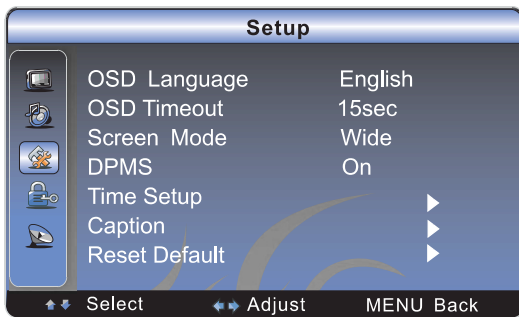 Setup
OSD Language English
OSD Timeout 15sec
Screen Mode Wide
DPMS On
Time Setup
Caption
Reset Default
Select Adjust MENU Back